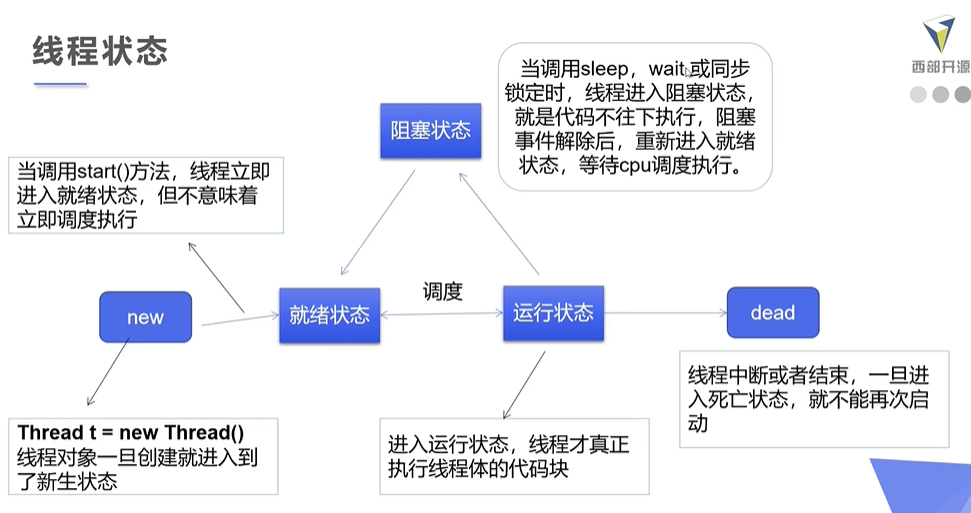 线程状态
西部开源
当调用sleep，wait,或同步
锁定时，线程进入阻塞状态，
就是代码不往下执行，阻塞
事件解除后，重新进入就绪
状态，等待cpu调度执行。
阻塞状态
当调用start()方法，线程立即
进入就绪状态，但不意味着
立即调度执行
new
就绪状态
调度
运行状态
dead
Thread t = new Thread()
线程对象一旦创建就进入到
了新生状态
进入运行状态，线程才真正
执行线程体的代码块
线程中断或者结束，一旦进
入死亡状态，就不能再次启
动